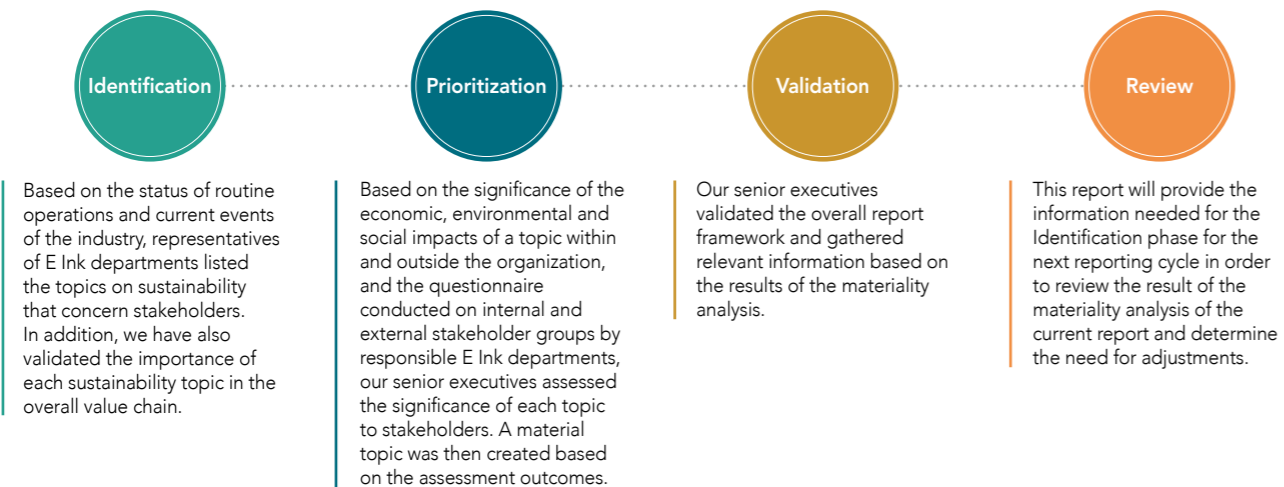 Identification
Prioritization
Validation
Review
Based on the status of routine
operations and current events
of the industry, representatives
of E Ink departments listed
the topics on sustainability
that concern stakeholders.
In addition, we have also
validated the importance of
each sustainability topic in the
overall value chain.
Based on the significance of the
economic, environmental and
social impacts of a topic within
and outside the organization,
and the questionnaire
conducted on internal and
external stakeholder groups by
responsible E Ink departments,
our senior executives assessed
the significance of each topic
to stakeholders. A material
topic was then created based
on the assessment outcomes.
Our senior executives
validated the overall report
framework and gathered
relevant information based on
the results of the materiality
analysis.
This report will provide the
information needed for the
Identification phase for the
next reporting cycle in order
to review the result of the
materiality analysis of the
current report and determine
the need for adjustments.